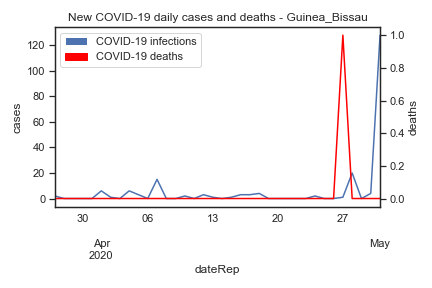 New COVID-19 daily cases and deaths - Guinea_Bissau
COVID-19 infections
COVID-19 deaths
cases
120
100
80
60
40
20
0
deaths
1.0
0.8
0.6
0.4
0.2
0.0
30 06 13 20 27
Apr May
2020
dateRep